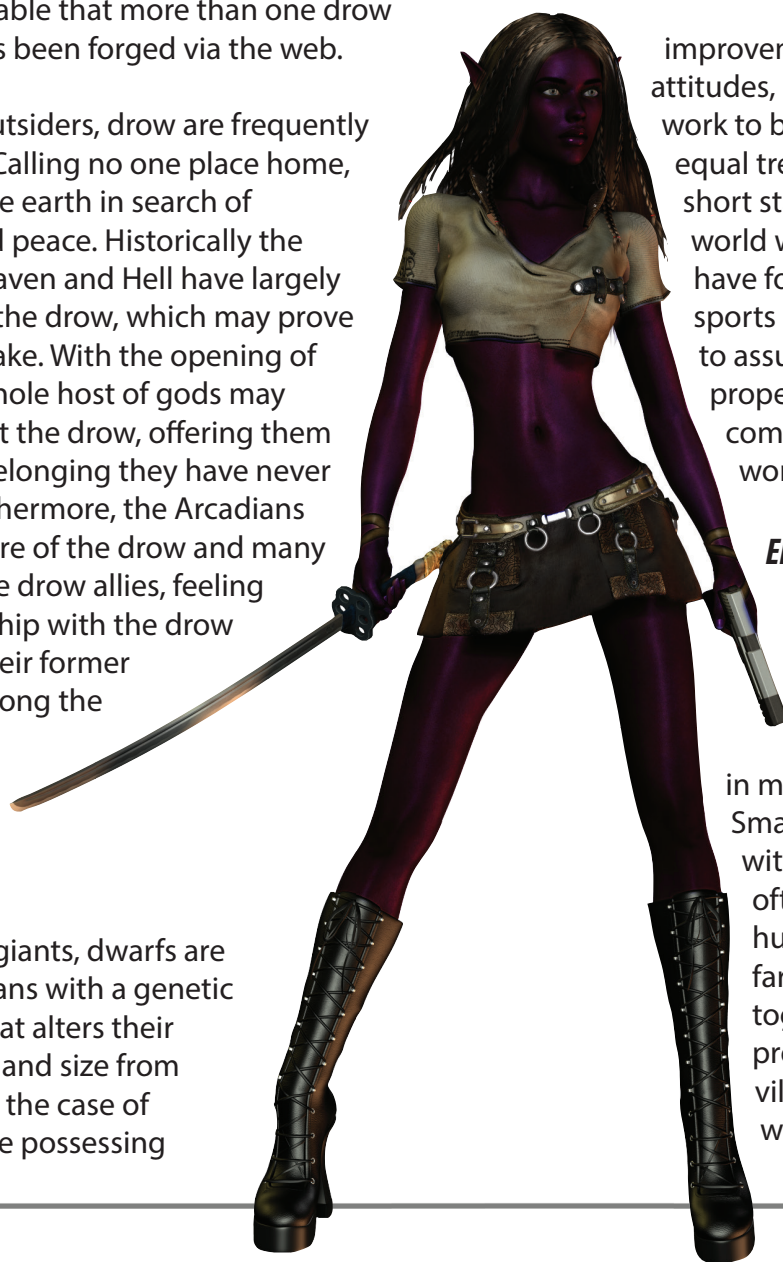 able that more than one drow
s been forged via the web.
utsiders, drow are frequently
Calling no one place home,
e earth in search of
d peace. Historically the
aven and Hell have largely
the drow, which may prove
ake. With the opening of
hole host of gods may
t the drow, offering them
elonging they have never
thermore, the Arcadians
re of the drow and many
e drow allies, feeling
ship with the drow
eir former
ong the
giants, dwarfs are
ans with a genetic
at alters their
and size from
the case of
e possessing
improvem
attitudes,
work to b
equal tre
short st
world w
have fo
sports
to assu
prope
com
wor
El
in m
Sma
wit
oft
hu
far
tog
pre
vil
w